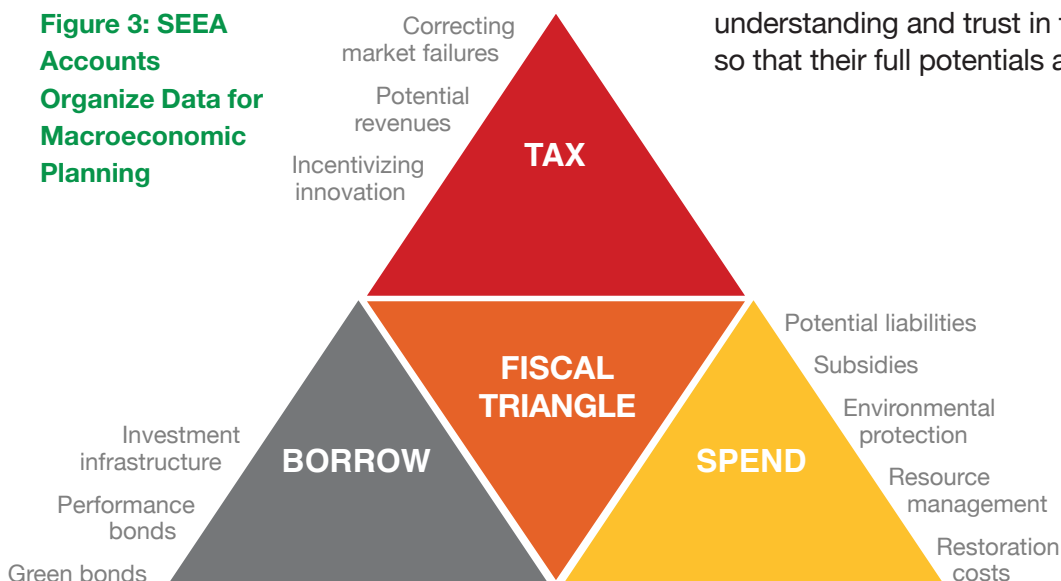 Figure 3: SEEA
Accounts
Organize Data for
Macroeconomic
Planning
understanding and trust in
so that their full potentials
Correcting
market failures
Potential
revenues
Incentivizing
innovation
TAX
FISCAL
TRIANGLE
BORROW
SPEND
Investment
infrastructure
Performance
bonds
Green bonds
Potential liabilities
Subsidies
Environmental
protection
Resource
management
Restoration
costs